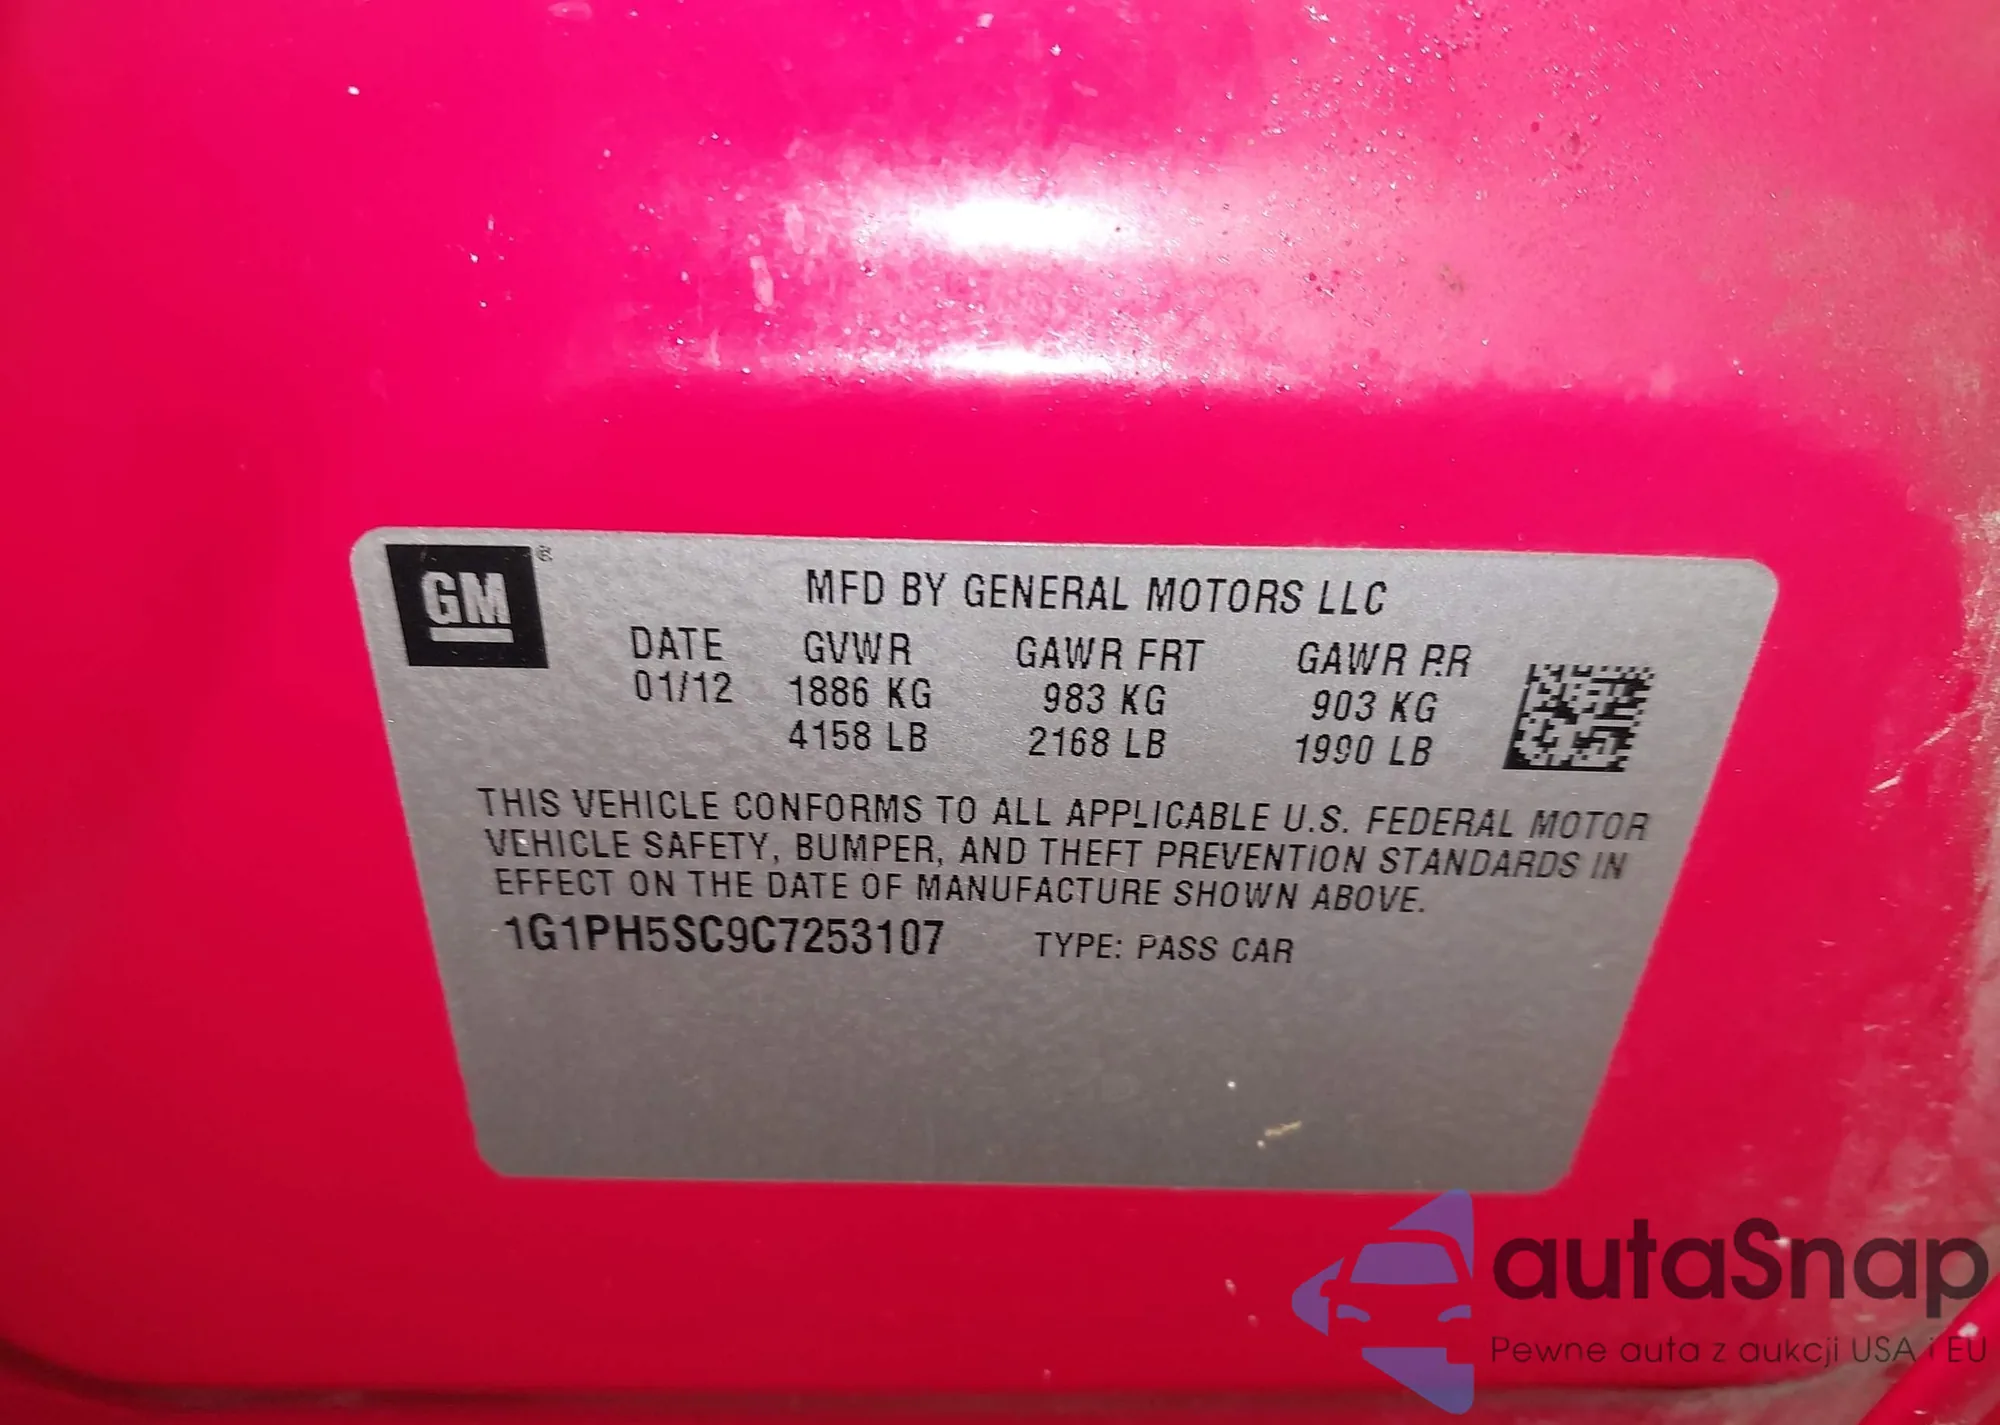 GM ®
MFD BY GENERAL MOTORS LLC
DATE GVWR GAWR FRT GAWR RR
01/12 1886 KG 983 KG 903 KG
4158 LB 2168 LB 1990 LB
THIS VEHICLE CONFORMS TO ALL APPLICABLE U.S. FEDERAL MOTOR
VEHICLE SAFETY, BUMPER, AND THEFT PREVENTION STANDARDS IN
EFFECT ON THE DATE OF MANUFACTURE SHOWN ABOVE.
1G1PH5SC9C7253107 TYPE: PASS CAR
autaSnap
Pewne auta z aukcji USA i EU